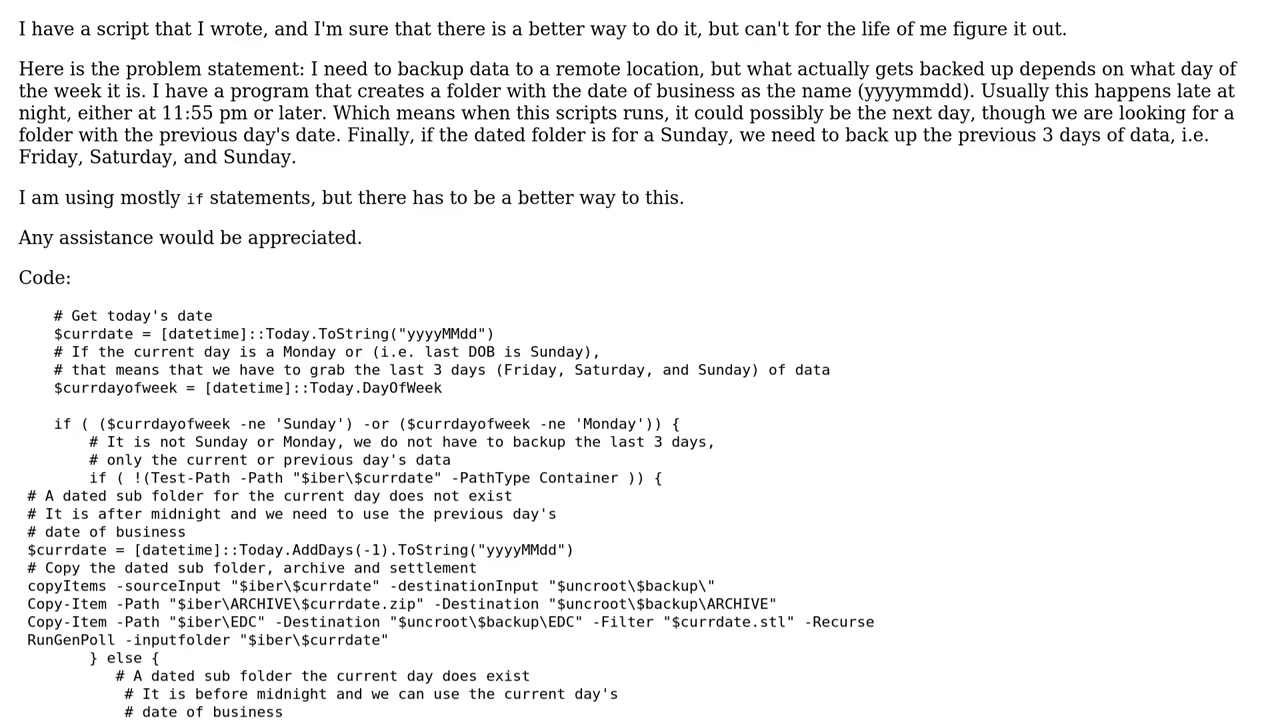 I have a script that I wrote, and I'm sure that there is a better way to do it, but can't for the life of me figure it out.
Here is the problem statement: I need to backup data to a remote location, but what actually gets backed up depends on what day of
the week it is. I have a program that creates a folder with the date of business as the name (yyyymmdd). Usually this happens late at
night, either at 11:55 pm or later. Which means when this scripts runs, it could possibly be the next day, though we are looking for a
folder with the previous day's date. Finally, if the dated folder is for a Sunday, we need to back up the previous 3 days of data, i.e.
Friday, Saturday, and Sunday.
I am using mostly if statements, but there has to be a better way to this.
Any assistance would be appreciated.
Code:
# Get today's date
$currdate = [datetime]::Today.ToString("yyyyMMdd")
# If the current day is a Monday or (i.e. last DOB is Sunday),
# that means that we have to grab the last 3 days (Friday, Saturday, and Sunday) of data
$currdayofweek = [datetime]::Today.DayOfWeek
if ( ($currdayofweek -ne 'Sunday') -or ($currdayofweek -ne 'Monday')) {
# It is not Sunday or Monday, we do not have to backup the last 3 days,
# only the current or previous day's data
if ( !(Test-Path -Path "$iber\$currdate" -PathType Container )) {
# A dated sub folder for the current day does not exist
# It is after midnight and we need to use the previous day's
# date of business
$currdate = [datetime]::Today.AddDays(-1).ToString("yyyyMMdd")
# Copy the dated sub folder, archive and settlement
copyItems -sourceInput "$iber\$currdate" -destinationInput "$uncroot\$backup\"
Copy-Item -Path "$iber\ARCHIVE\$currdate.zip" -Destination "$uncroot\$backup\ARCHIVE"
Copy-Item -Path "$iber\EDC" -Destination "$uncroot\$backup\EDC" -Filter "$currdate.stl" -Recurse
RunGenPoll -inputfolder "$iber\$currdate"
} else {
# A dated sub folder the current day does exist
# It is before midnight and we can use the current day's
# date of business